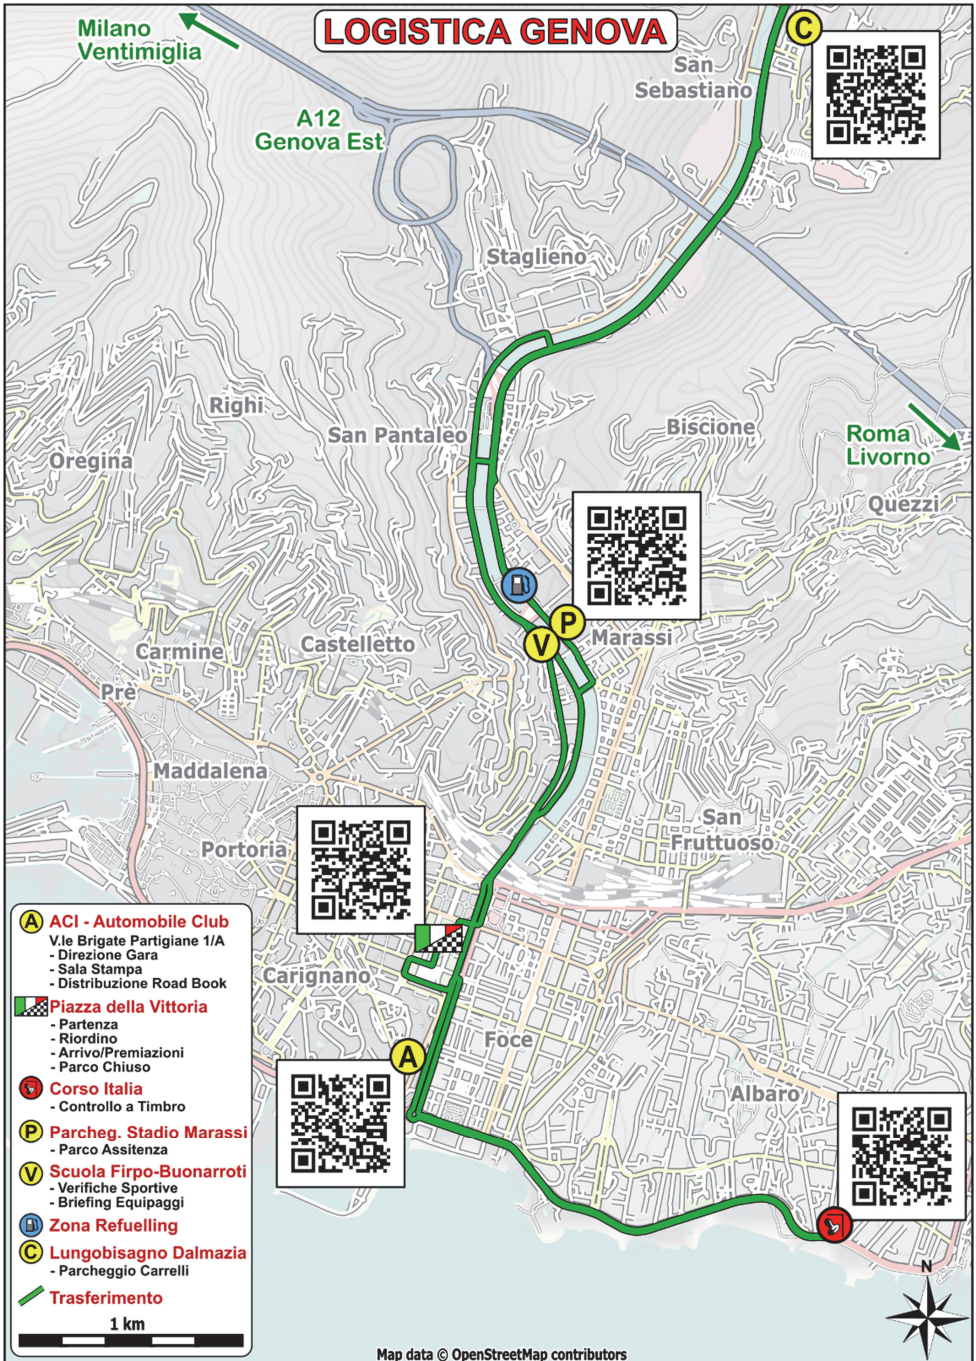 LOGISTICA GENOVA
Milano
Ventimiglia
C
San
Sebastiano
A12
Genova Est
Staglieno
Righi
San Pantaleo
Biscione
Roma
Livorno
Oregina
Quezzi
P
V
Marassi
Castelletto
Carmine
Prè
Maddalena
San
Fruttuoso
Portoria
Carignano
Foce
A
Albaro
A ACI - Automobile Club
V.le Brigate Partigiane 1/A
- Direzione Gara
- Sala Stampa
- Distribuzione Road Book
Piazza della Vittoria
- Partenza
- Riordino
- Arrivo/Premiazioni
- Parco Chiuso
Corso Italia
- Controllo a Timbro
P Parcheg. Stadio Marassi
- Parco Assitenza
V Scuola Firpo-Buonarroti
- Verifiche Sportive
- Briefing Equipaggi
Zona Refuelling
C Lungobisagno Dalmazia
- Parcheggio Carrelli
Trasferimento
1 km
N
Map data © OpenStreetMap contributors